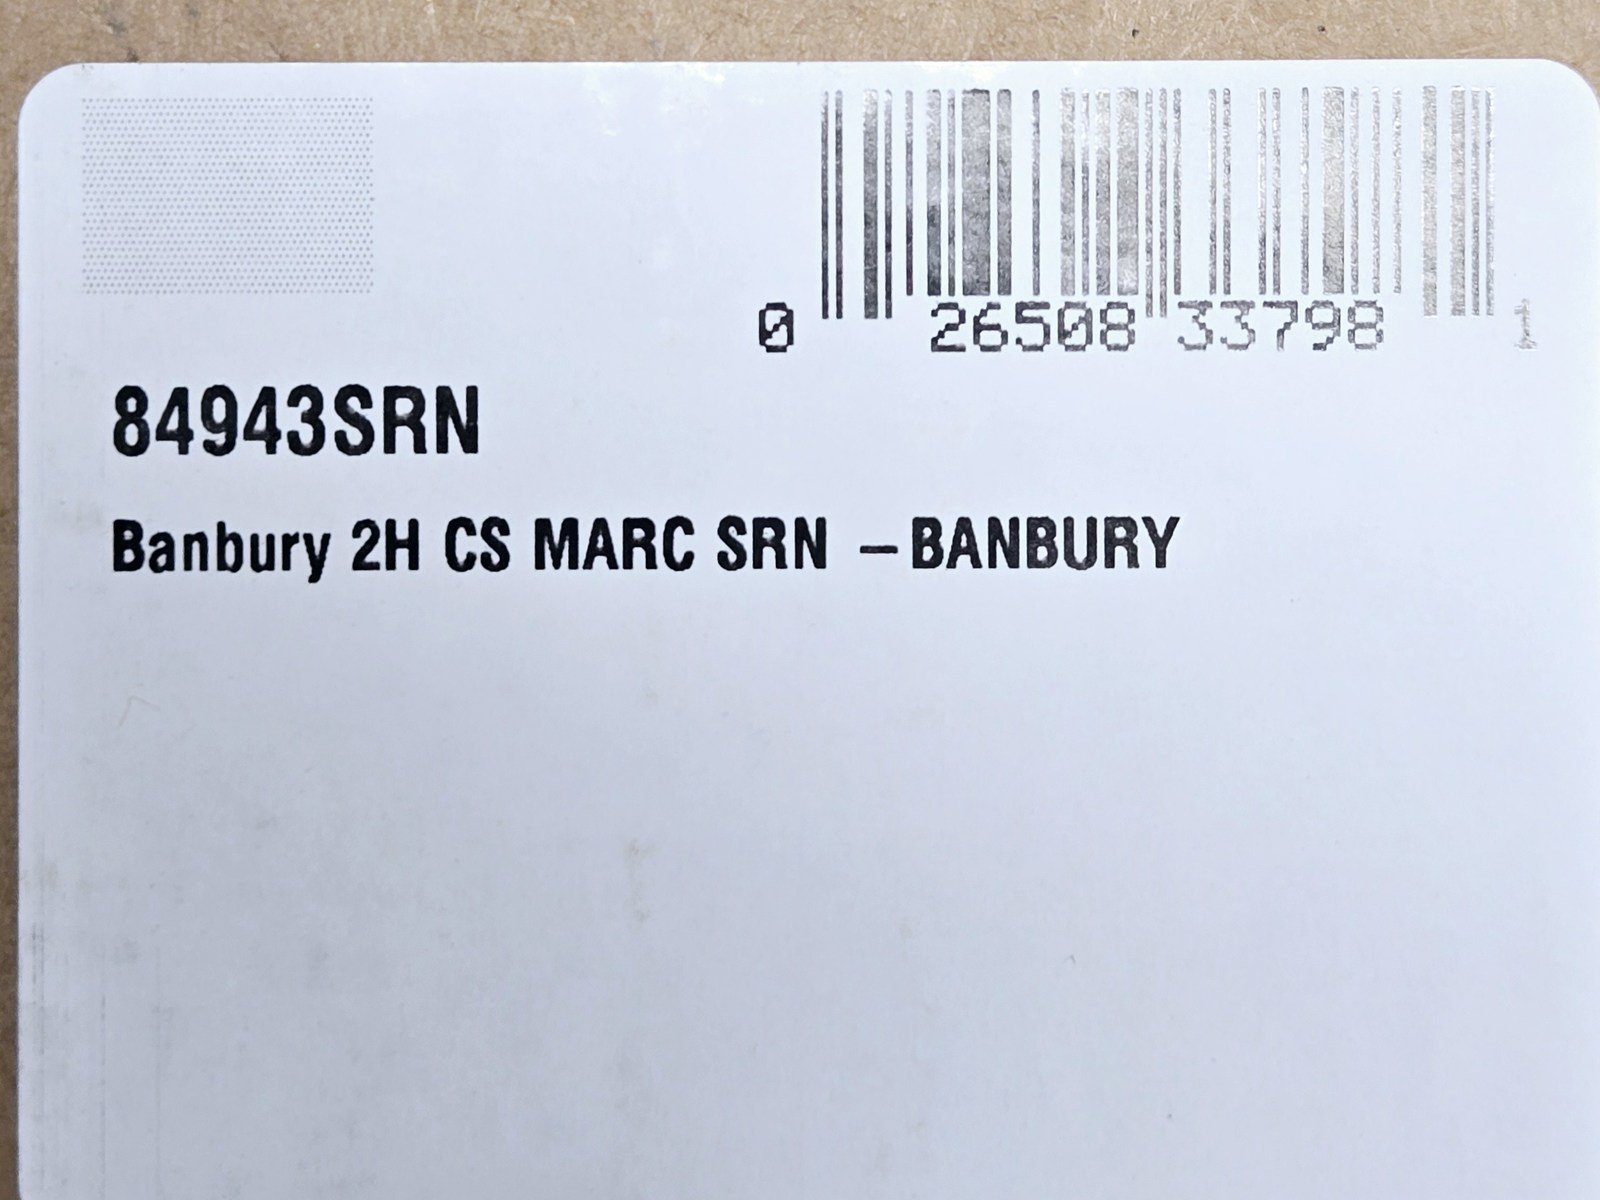 0 26508 33798
84943SRN
Banbury 2H CS MARC SRN – BANBURY